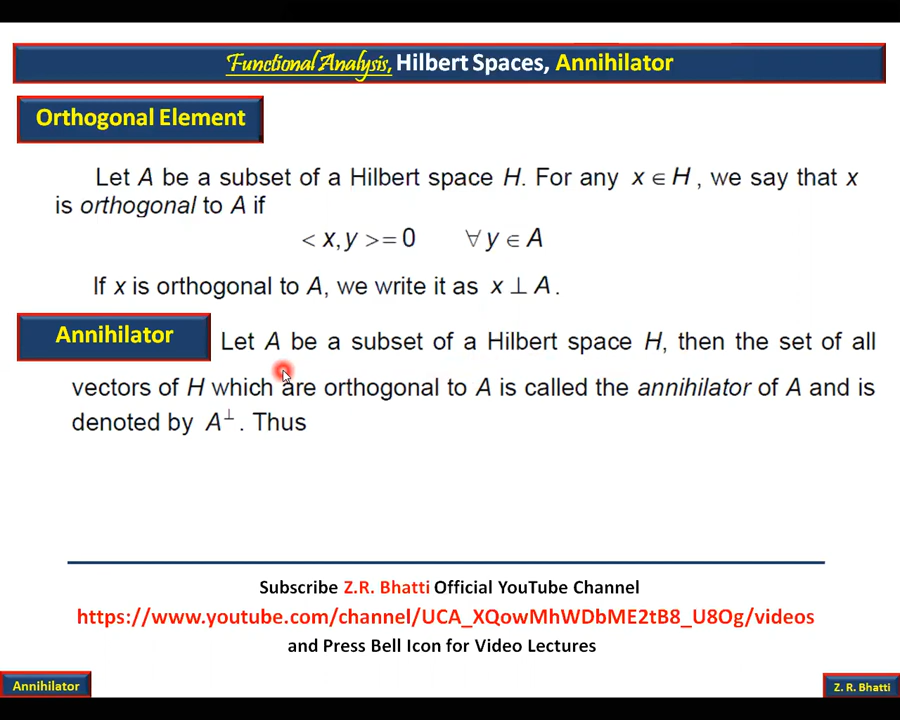 Functional Analysis, Hilbert Spaces, Annihilator
Orthogonal Element
Let A be a subset of a Hilbert space H. For any x ∈ H, we say that x
is orthogonal to A if
< x, y >= 0 ∀ y ∈ A
If x is orthogonal to A, we write it as x ⊥ A.
Annihilator Let A be a subset of a Hilbert space H, then the set of all
vectors of H which are orthogonal to A is called the annihilator of A and is
denoted by A⊥. Thus
Subscribe Z.R. Bhatti Official YouTube Channel
https://www.youtube.com/channel/UCA_XQowMhWDbME2tB8_U8Og/videos
and Press Bell Icon for Video Lectures
Annihilator Z. R. Bhatti